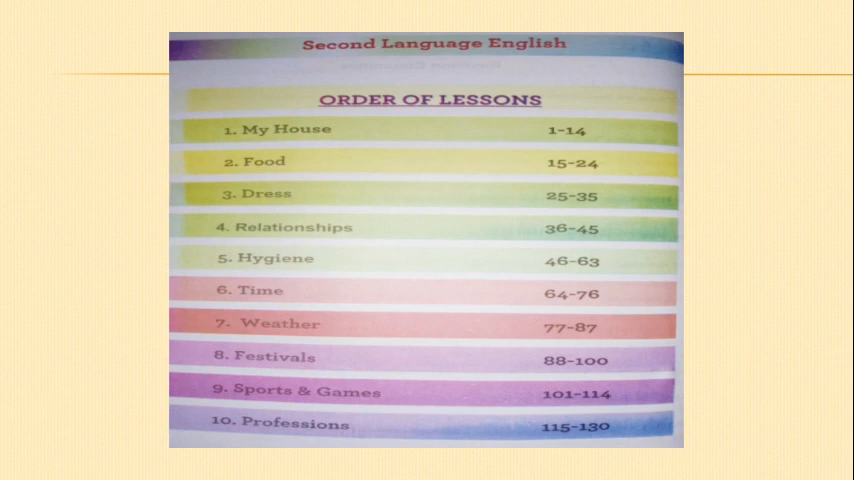 Second Language English
ORDER OF LESSONS
1. My House 1-14
2. Food 15-24
3. Dress 25-35
4. Relationships 36-45
5. Hygiene 46-63
6. Time 64-76
7. Weather 77-87
8. Festivals 88-100
9. Sports & Games 101-114
10. Professions 115-130